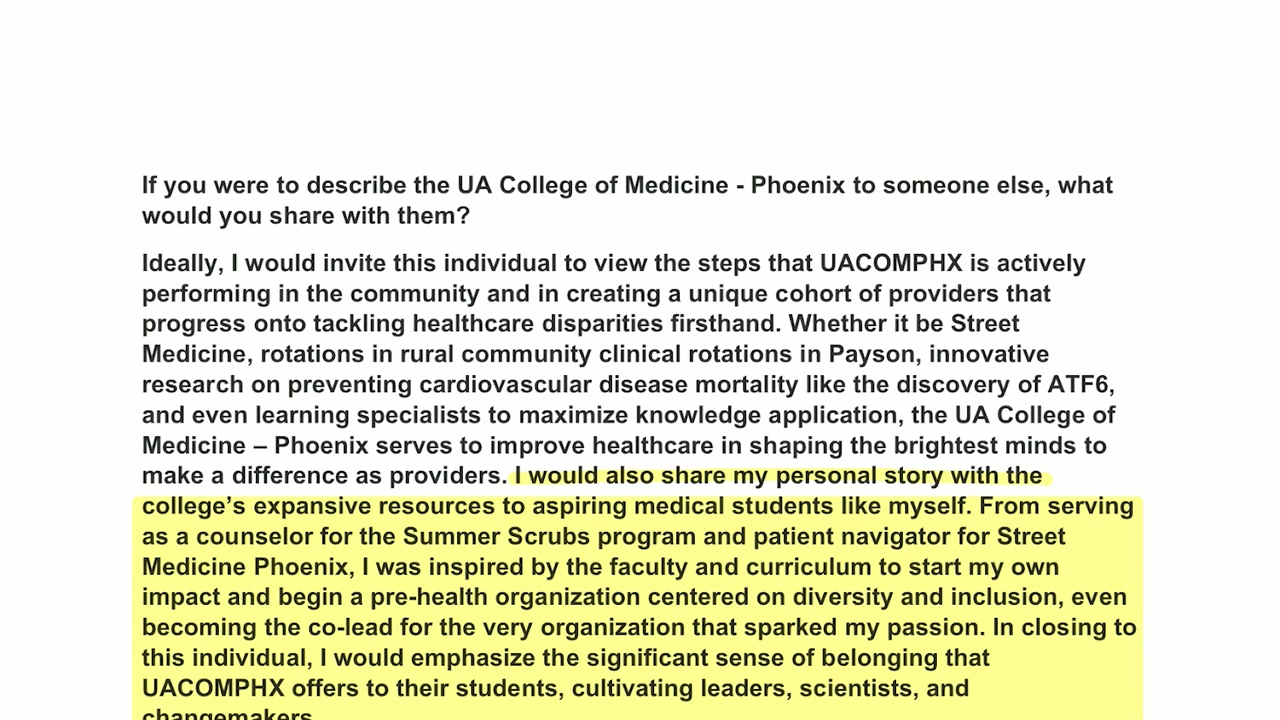 If you were to describe the UA College of Medicine - Phoenix to someone else, what
would you share with them?
Ideally, I would invite this individual to view the steps that UACOMPHX is actively
performing in the community and in creating a unique cohort of providers that
progress onto tackling healthcare disparities firsthand. Whether it be Street
Medicine, rotations in rural community clinical rotations in Payson, innovative
research on preventing cardiovascular disease mortality like the discovery of ATF6,
and even learning specialists to maximize knowledge application, the UA College of
Medicine – Phoenix serves to improve healthcare in shaping the brightest minds to
make a difference as providers. I would also share my personal story with the
college’s expansive resources to aspiring medical students like myself. From serving
as a counselor for the Summer Scrubs program and patient navigator for Street
Medicine Phoenix, I was inspired by the faculty and curriculum to start my own
impact and begin a pre-health organization centered on diversity and inclusion, even
becoming the co-lead for the very organization that sparked my passion. In closing to
this individual, I would emphasize the significant sense of belonging that
UACOMPHX offers to their students, cultivating leaders, scientists, and
changemakers.